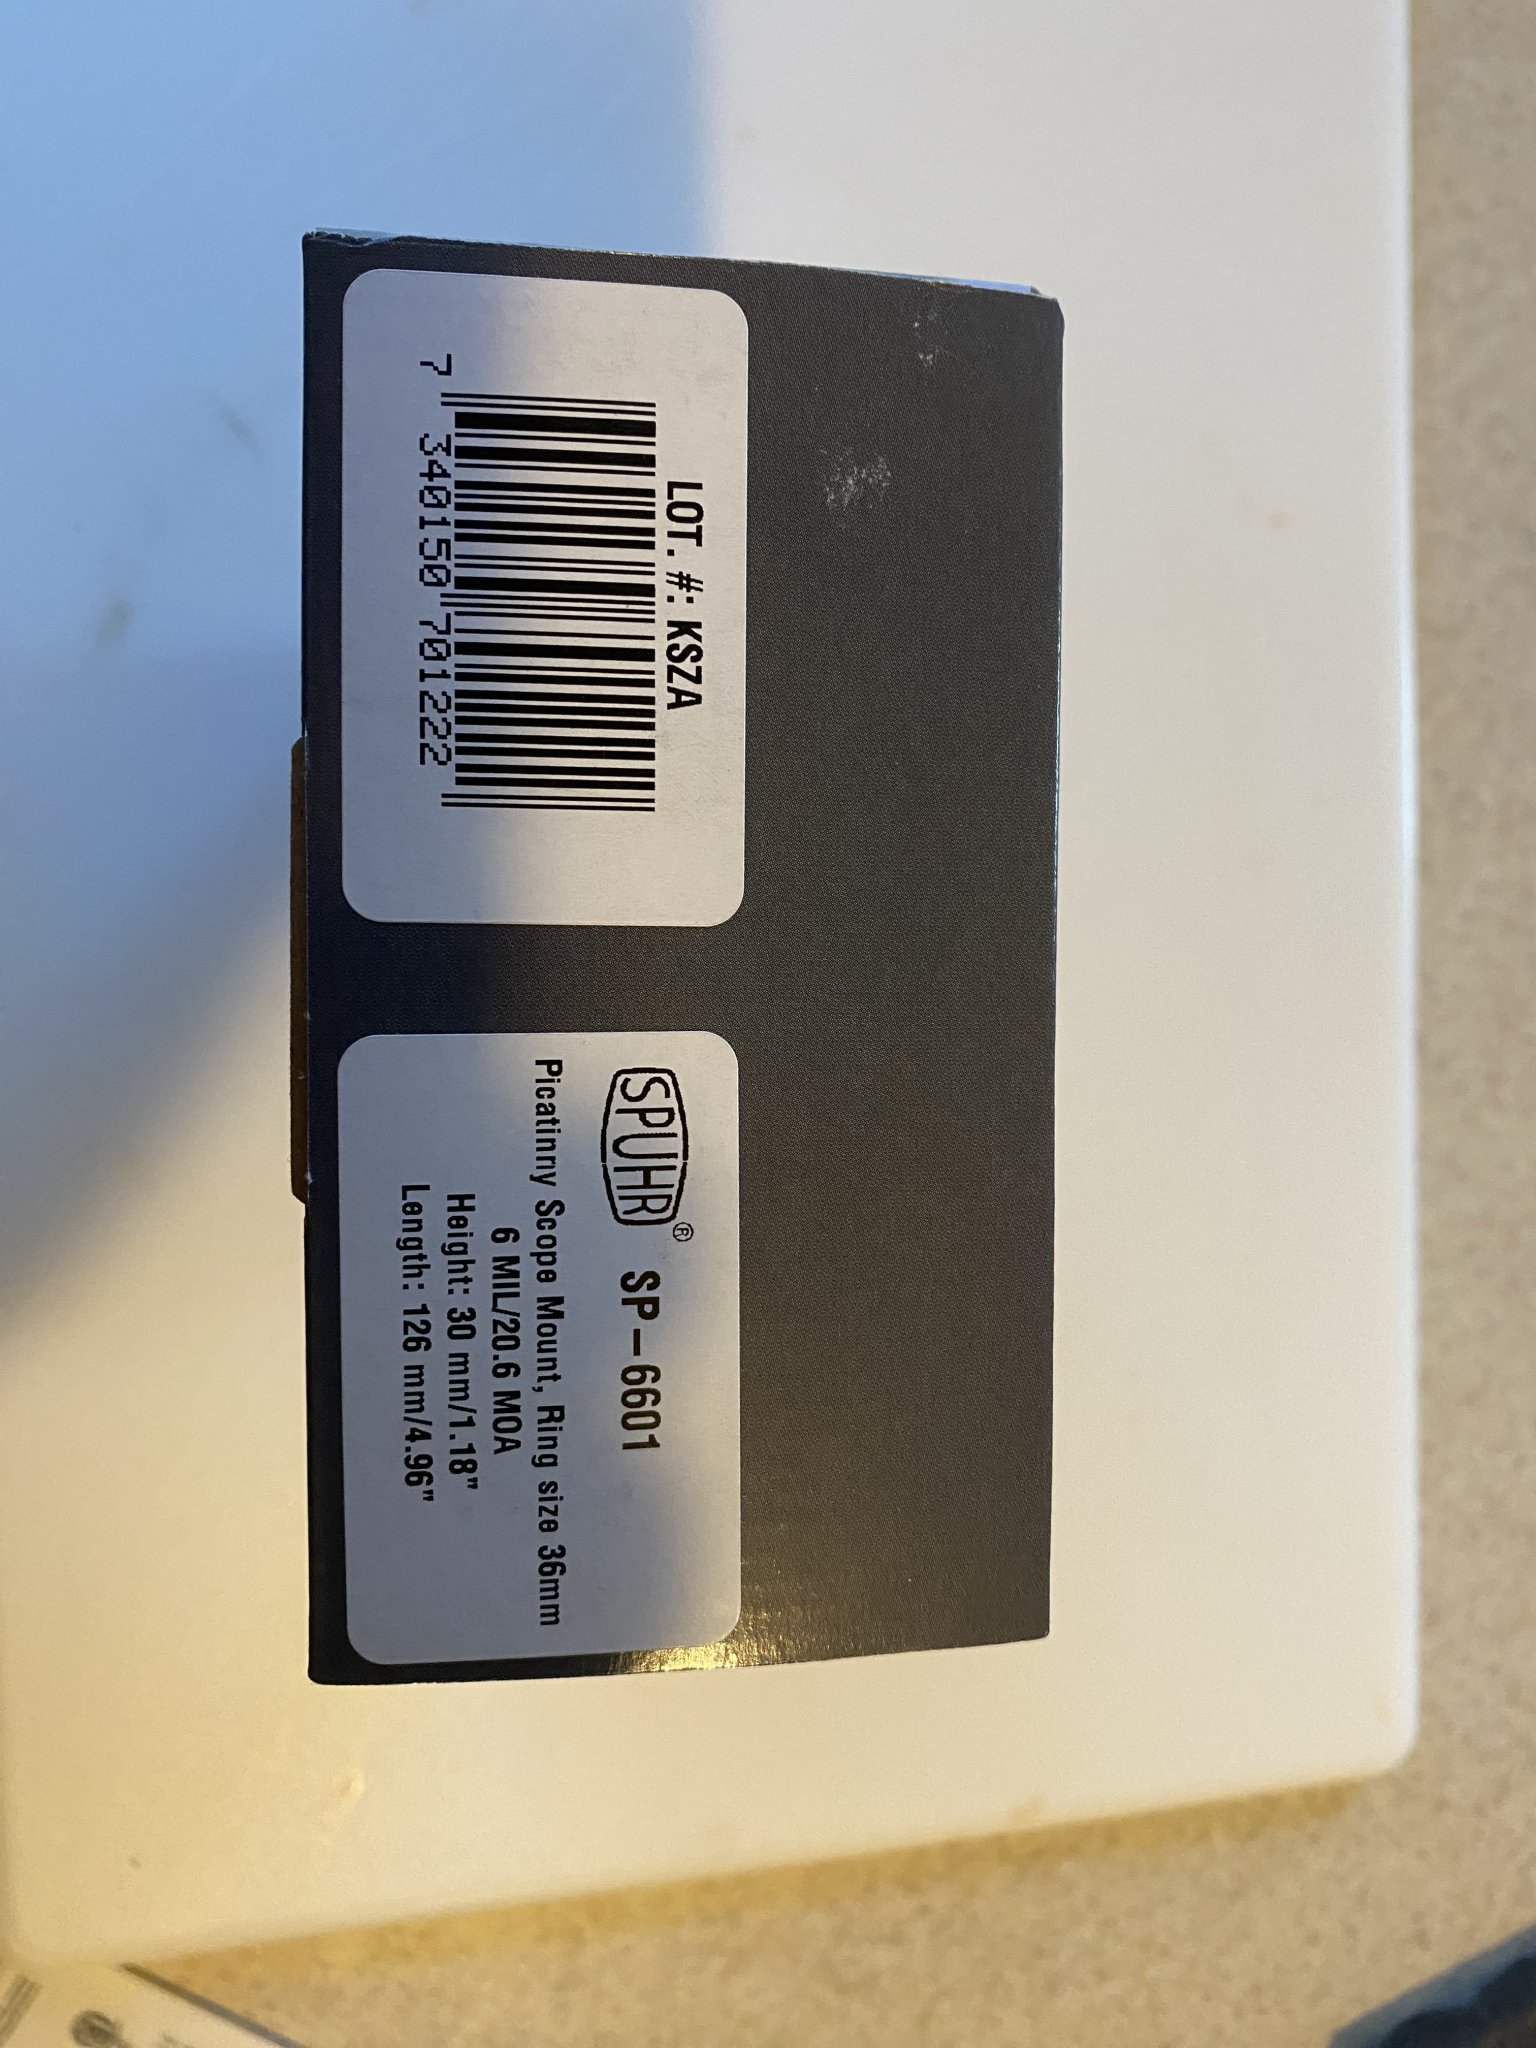 LOT. #: KSZA
7 340150 701222
SPUHR® SP-6601
Picatinny Scope Mount, Ring size 36mm
6 MIL/20.6 MOA
Height: 30 mm/1.18"
Length: 126 mm/4.96"